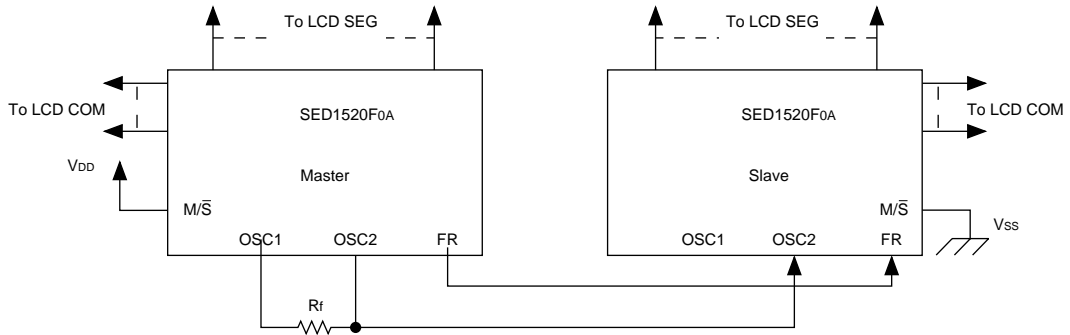 To LCD SEG
To LCD SEG
To LCD COM
SED1520F0A
SED1520F0A
To LCD COM
VDD
Master
Slave
M/S̅
M/S̅
VSS
OSC1 OSC2 FR
OSC1 OSC2 FR
Rf